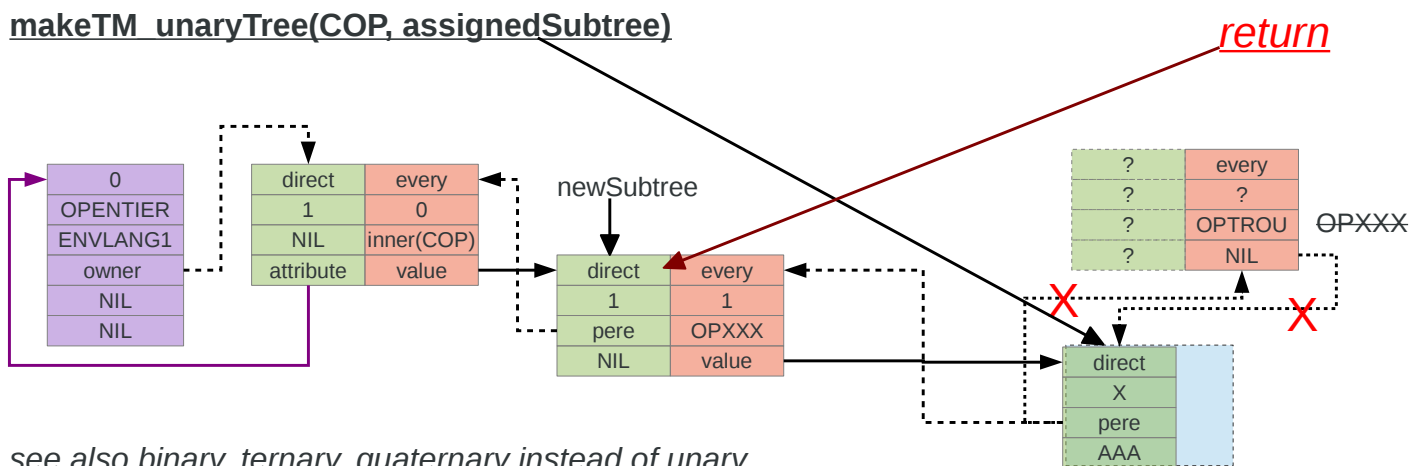 makeTM_unaryTree(COP, assignedSubtree)
return
0
OPENTIER
ENVLANG1
owner
NIL
NIL
direct every
1 0
NIL inner(COP)
attribute value
newSubtree
direct every
1 1
pere OPXXX
NIL value
? every
? ?
? OPTROU
? NIL
OPXXX
X
X
direct
X
pere
AAA
see also binary, ternary, quaternary instead of unary